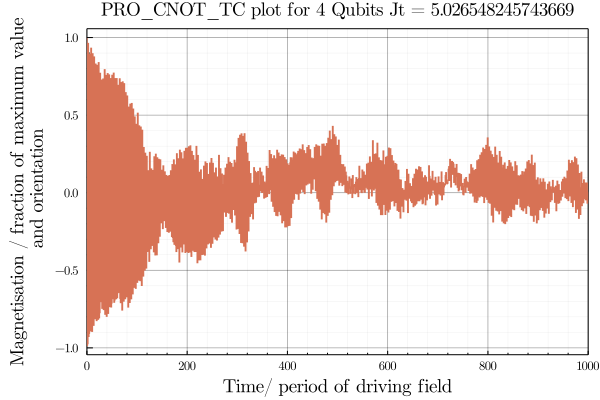 PRO_CNOT_TC plot for 4 Qubits Jt = 5.026548245743669
Magnetisation / fraction of maximum value
and orientation
1.0
0.5
0.0
−0.5
−1.0
0
200
400
600
800
1000
Time/ period of driving field